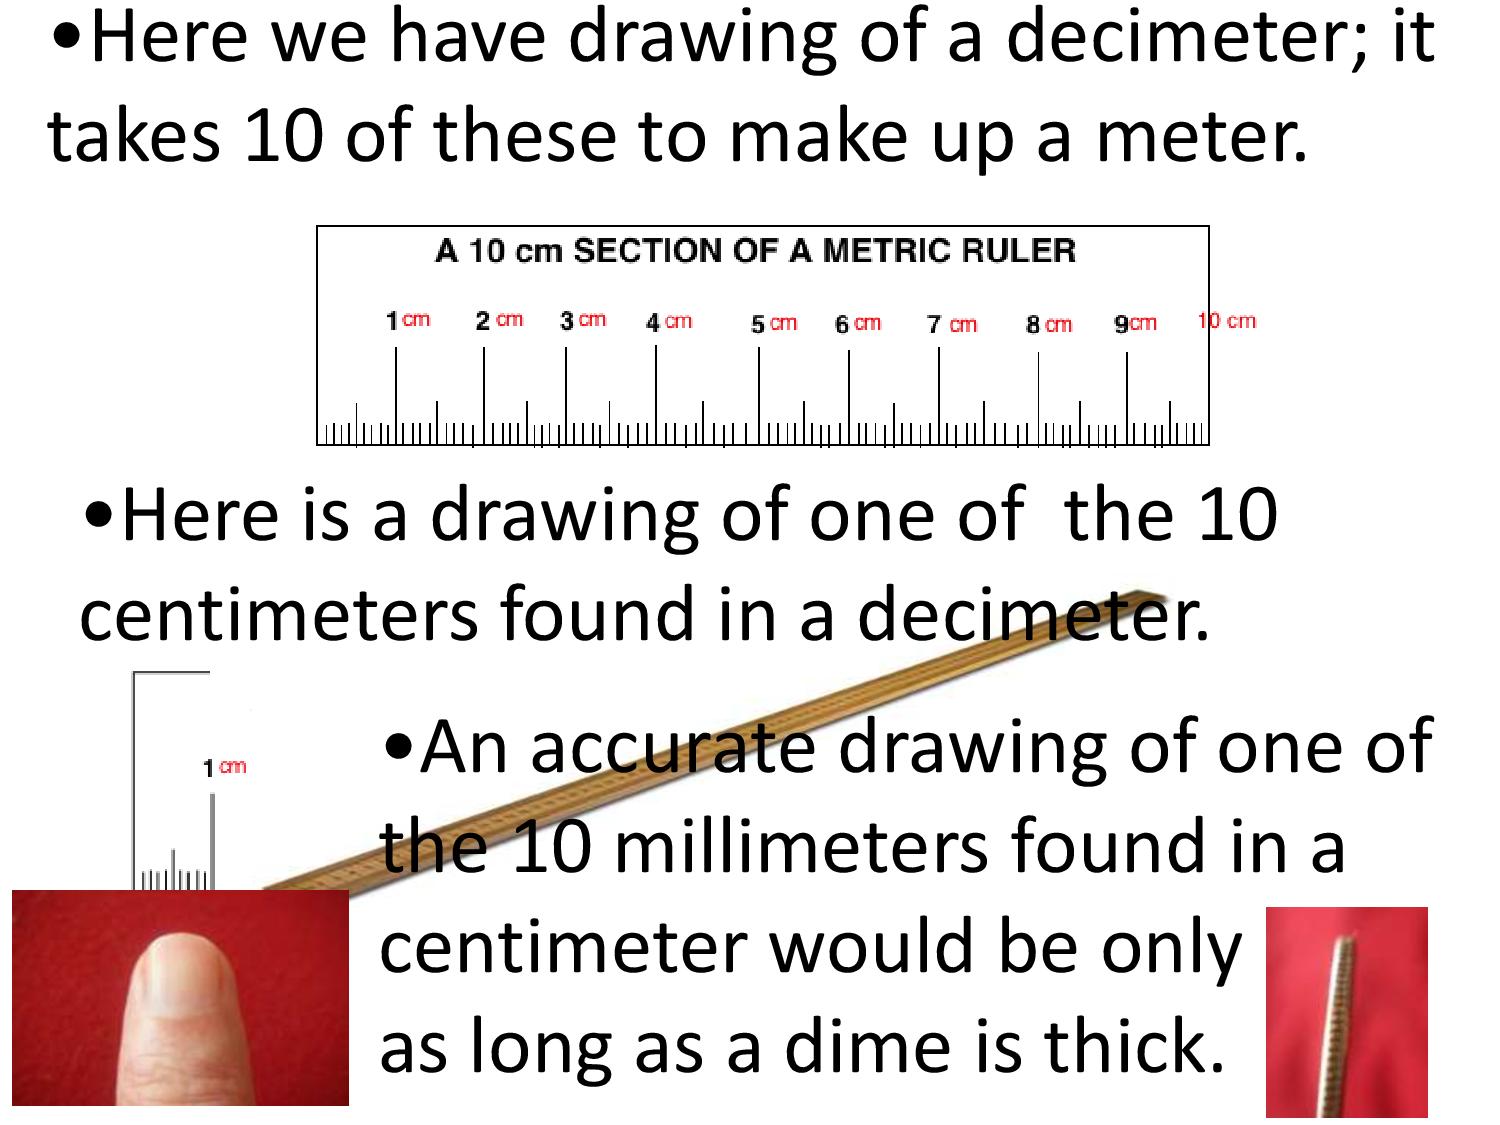 •Here we have drawing of a decimeter; it
takes 10 of these to make up a meter.
A 10 cm SECTION OF A METRIC RULER
1 cm 2 cm 3 cm 4 cm 5 cm 6 cm 7 cm 8 cm 9cm 10 cm
•Here is a drawing of one of  the 10
centimeters found in a decimeter.
1 cm
•An accurate drawing of one of
the 10 millimeters found in a
centimeter would be only
as long as a dime is thick.